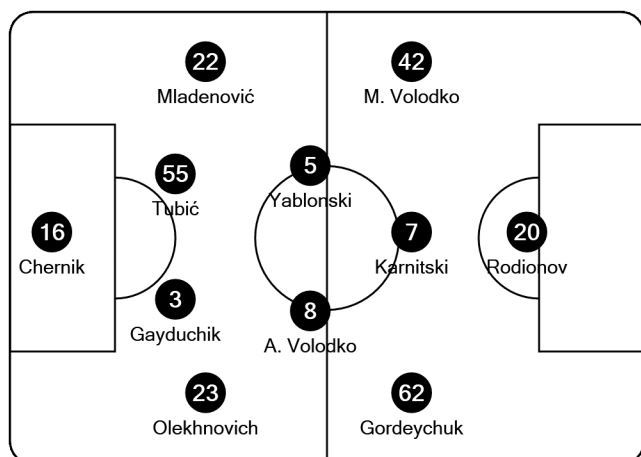 22
Mladenović
42
M. Volodko
55
Tubić
5
Yablonski
16
Chernik
7
Karnitski
20
Rodionov
3
Gayduchik
8
A. Volodko
23
Olekhnovich
62
Gordeychuk